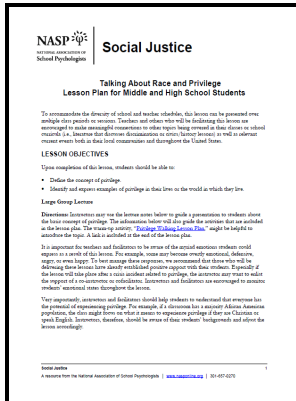 NASP
NATIONAL ASSOCIATION OF
School Psychologists
Social Justice
Talking About Race and Privilege
Lesson Plan for Middle and High School Students
To accommodate the diversity of school and teacher schedules, this lesson can be presented over
multiple class periods or sessions. Teachers and others who will be facilitating this lesson are
encouraged to make meaningful connections to other topics being covered in their classes or school
curricula (i.e., literature that discusses discrimination or civics/history lessons) as well as relevant
current events both in their local communities and throughout the United States.
LESSON OBJECTIVES
Upon completion of this lesson, students should be able to:
• Define the concept of privilege.
• Identify and express examples of privilege in their lives or the world in which they live.
Large Group Lecture
Directions: Instructors may use the lecture notes below to guide a presentation to students about
the basic concept of privilege. The information below will also guide the activities that are included
in the lesson plan. The warm-up activity, "Privilege Walking Lesson Plan," might be helpful to
introduce the topic. A link is included at the end of the lesson plan.
It is important for teachers and facilitators to be aware of the myriad emotions students could
express as a result of this lesson. For example, some may become overly emotional, defensive,
angry, or even happy. To best manage these responses, we recommend that those who will be
delivering these lessons have already established positive rapport with their students. Especially if
the lesson will take place after a crisis incident related to privilege, the instructor may want to enlist
the support of a co-instructor or cofacilitator. Instructors and facilitators are encouraged to monitor
students' emotional states throughout the lesson.
Very importantly, instructors and facilitators should help students to understand that everyone has
the potential of experiencing privilege. For example, if a classroom has a majority African American
population, the class might focus on what it means to experience privilege if they are Christian or
speak English. Instructors, therefore, should be aware of their students' backgrounds and adjust the
lesson accordingly.
Social Justice 1
A resource from the National Association of School Psychologists | www.nasponline.org | 301-657-0270